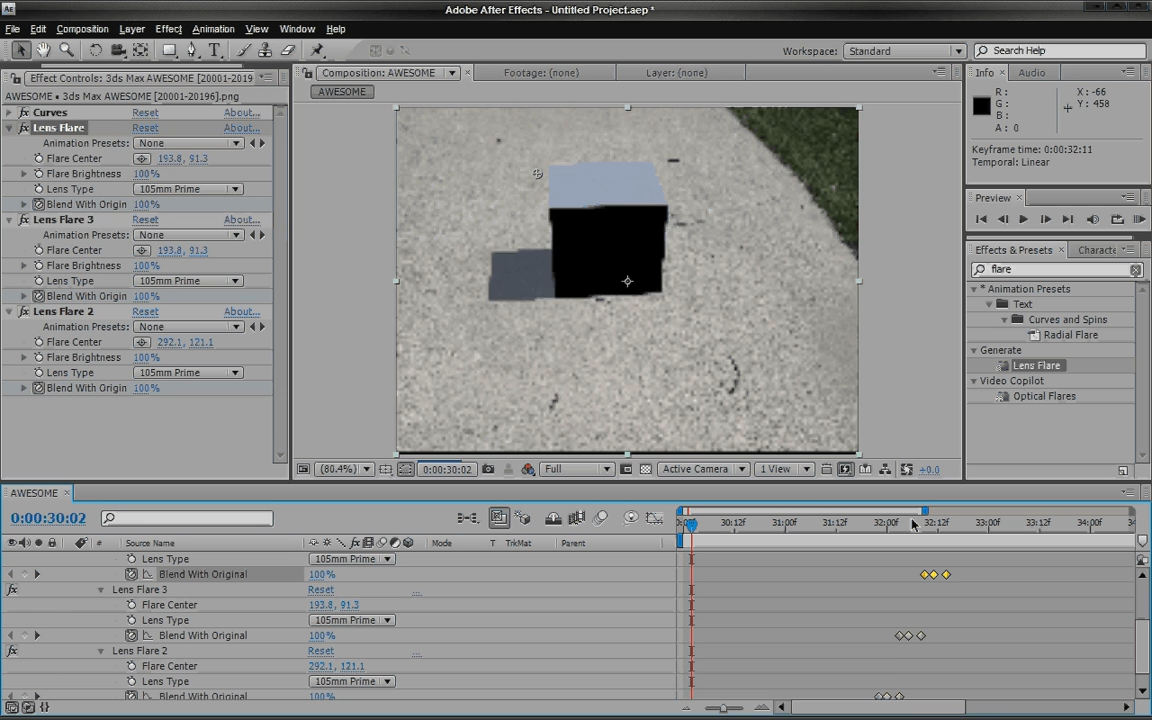 Adobe After Effects - Untitled Project.aep *
File Edit Composition Layer Effect Animation View Window Help
Workspace: Standard Search Help
Effect Controls: 3ds Max AWESOME [20001-2019
AWESOME • 3ds Max AWESOME [20001-20196].png
Curves Reset About...
Lens Flare Reset About...
Animation Presets: None
Flare Center 193.8, 91.3
Flare Brightness 100%
Lens Type 105mm Prime
Blend With Origin 100%
Lens Flare 3 Reset About...
Animation Presets: None
Flare Center 193.8, 91.3
Flare Brightness 100%
Lens Type 105mm Prime
Blend With Origin 100%
Lens Flare 2 Reset About...
Animation Presets: None
Flare Center 292.1, 121.1
Flare Brightness 100%
Lens Type 105mm Prime
Blend With Origin 100%
Composition: AWESOME Footage: (none) Layer: (none)
AWESOME
(80.4%) 0:00:30:02 Full Active Camera 1 View +0.0
Info Audio
R : X : -66
G : Y : 458
B :
A : 0
Keyframe time: 0:00:32:11
Temporal: Linear
Preview
Effects & Presets Characte
flare
* Animation Presets
Text
Curves and Spins
Radial Flare
Generate
Lens Flare
Video Copilot
Optical Flares
AWESOME
0:00:30:02
30:12f 31:00f 31:12f 32:00f 32:12f 33:00f 33:12f 34:00f
# Source Name Mode T TrkMat Parent
Lens Type 105mm Prime
Blend With Original 100%
Lens Flare 3 Reset
Flare Center 193.8, 91.3
Lens Type 105mm Prime
Blend With Original 100%
Lens Flare 2 Reset
Flare Center 292.1, 121.1
Lens Type 105mm Prime
Blend With Original 100%